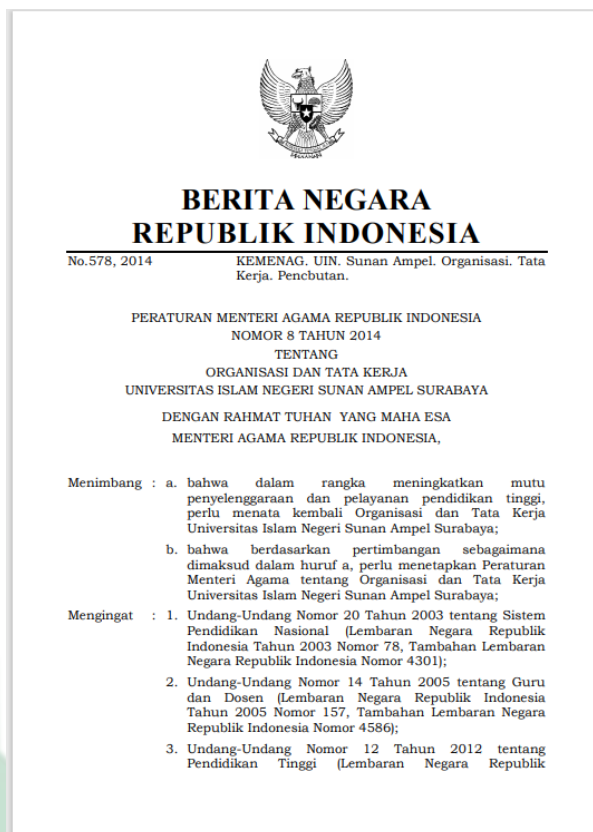 BERITA NEGARA
REPUBLIK INDONESIA
No.578, 2014 KEMENAG. UIN. Sunan Ampel. Organisasi. Tata
Kerja. Pencbutan.
PERATURAN MENTERI AGAMA REPUBLIK INDONESIA
NOMOR 8 TAHUN 2014
TENTANG
ORGANISASI DAN TATA KERJA
UNIVERSITAS ISLAM NEGERI SUNAN AMPEL SURABAYA
DENGAN RAHMAT TUHAN YANG MAHA ESA
MENTERI AGAMA REPUBLIK INDONESIA,
Menimbang : a. bahwa dalam rangka meningkatkan mutu
penyelenggaraan dan pelayanan pendidikan tinggi,
perlu menata kembali Organisasi dan Tata Kerja
Universitas Islam Negeri Sunan Ampel Surabaya;
b. bahwa berdasarkan pertimbangan sebagaimana
dimaksud dalam huruf a, perlu menetapkan Peraturan
Menteri Agama tentang Organisasi dan Tata Kerja
Universitas Islam Negeri Sunan Ampel Surabaya;
Mengingat : 1. Undang-Undang Nomor 20 Tahun 2003 tentang Sistem
Pendidikan Nasional (Lembaran Negara Republik
Indonesia Tahun 2003 Nomor 78, Tambahan Lembaran
Negara Republik Indonesia Nomor 4301);
2. Undang-Undang Nomor 14 Tahun 2005 tentang Guru
dan Dosen (Lembaran Negara Republik Indonesia
Tahun 2005 Nomor 157, Tambahan Lembaran Negara
Republik Indonesia Nomor 4586);
3. Undang-Undang Nomor 12 Tahun 2012 tentang
Pendidikan Tinggi (Lembaran Negara Republik